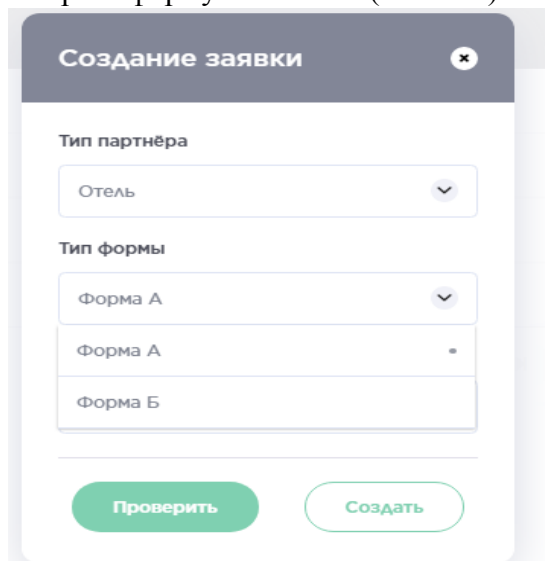 Создание заявки
Тип партнёра
Отель
Тип формы
Форма А
Форма А
Форма Б
Проверить
Создать